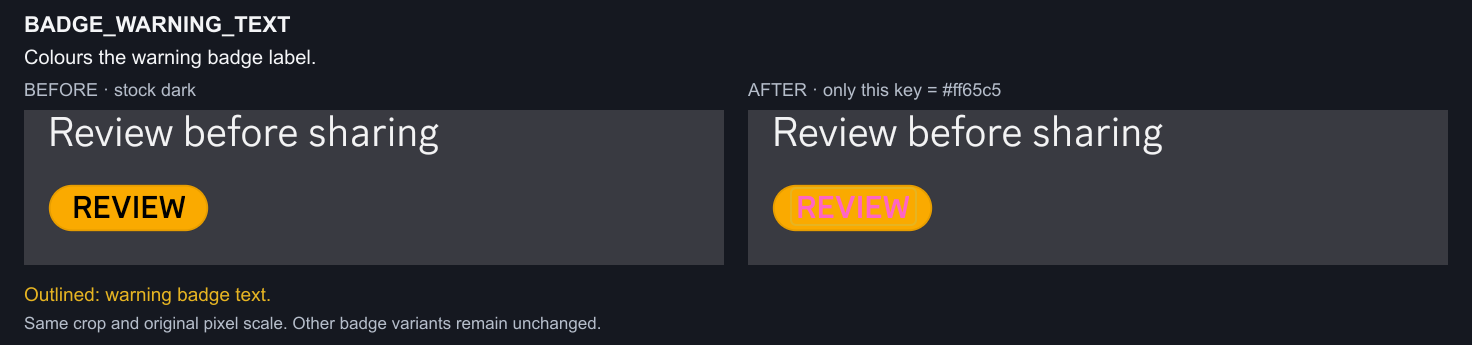 BADGE_WARNING_TEXT
Colours the warning badge label.
BEFORE · stock dark
AFTER · only this key = #ff65c5
Review before sharing
Review before sharing
REVIEW
REVIEW
Outlined: warning badge text.
Same crop and original pixel scale. Other badge variants remain unchanged.